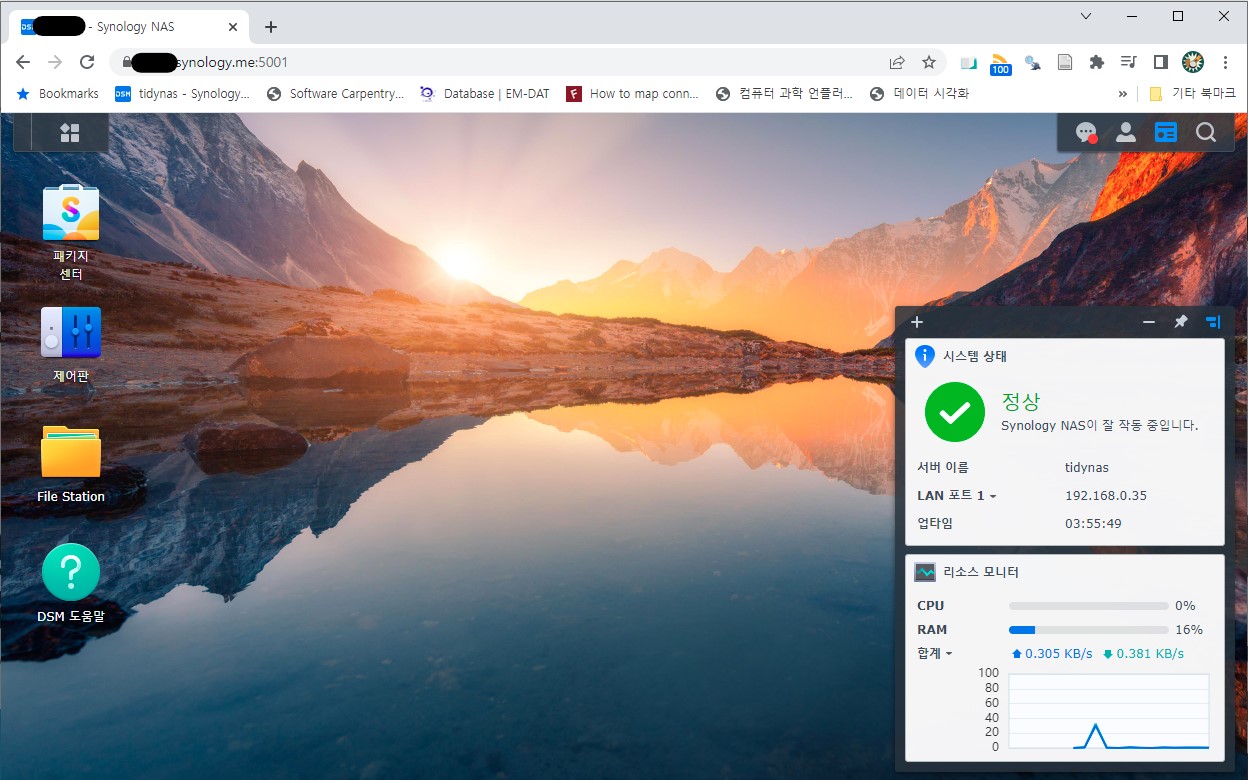 - Synology NAS
synology.me:5001
100
Bookmarks
DSM
tidynas - Synology...
Software Carpentry...
Database | EM-DAT
How to map conn...
컴퓨터 과학 언플러...
데이터 시각화
»
기타 북마크
패키지
센터
제어판
File Station
DSM 도움말
시스템 상태
정상
Synology NAS이 잘 작동 중입니다.
서버 이름 tidynas
LAN 포트 1 192.168.0.35
업타임 03:55:49
리소스 모니터
CPU 0%
RAM 16%
합계 0.305 KB/s 0.381 KB/s
100
80
60
40
20
0